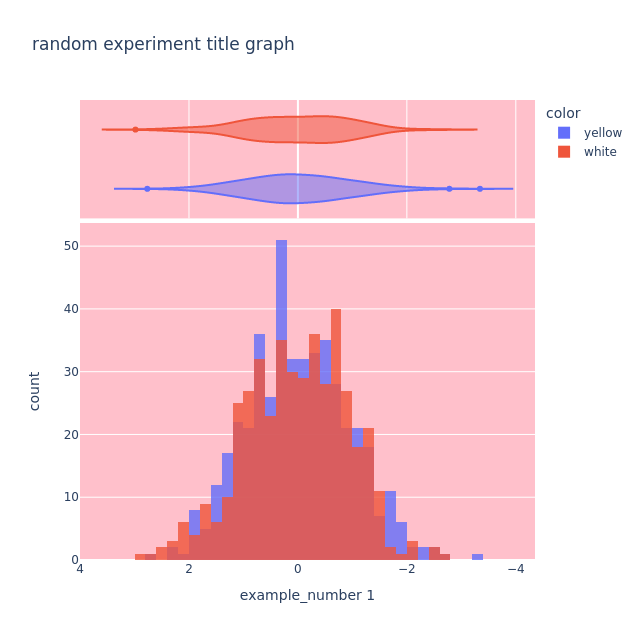 random experiment title graph
color
yellow
white
50
40
30
20
10
0
count
4
2
0
−2
−4
example_number 1